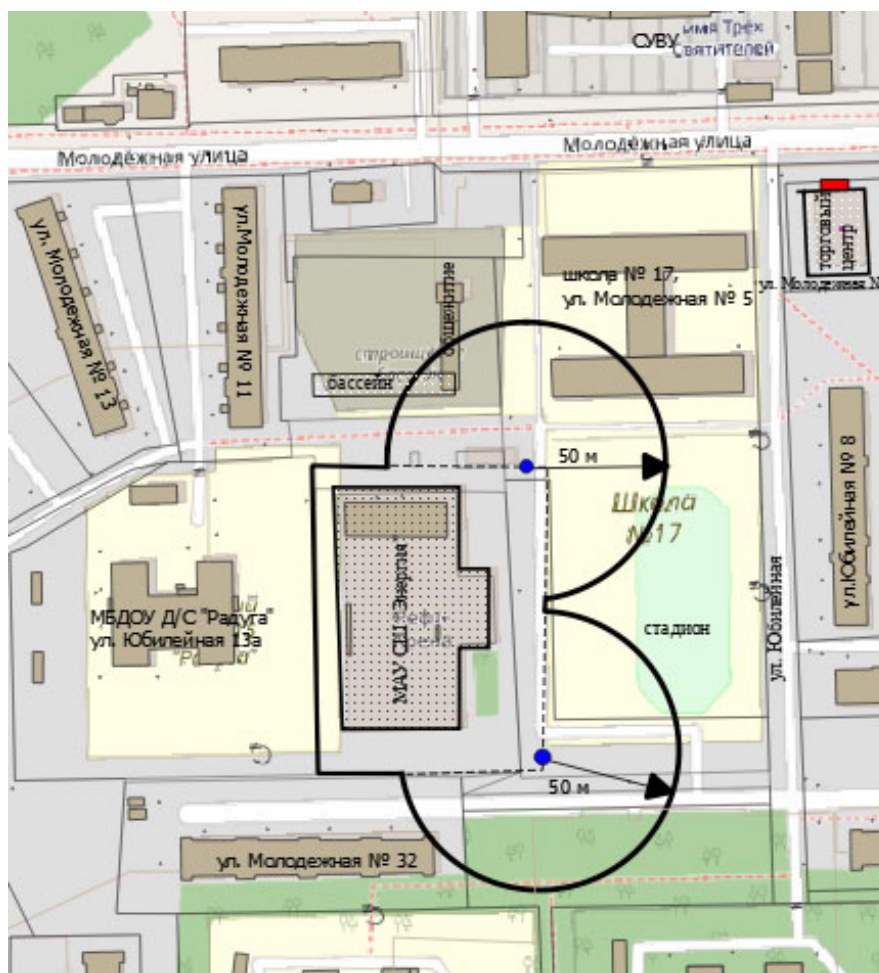 имя Трёх
СУВУ
Святителей
Молодёжная улица
Молодёжная улица
ул. Молодежная № 13
ул.Молодежная № 11
общежитие
школа № 17,
ул. Молодежная № 5
торговый
центр
ул. Молодежная №
бассейн
50 м
Школа
№17
ул.Юбилейная № 8
МБДОУ Д/С "Радуга"
ул. Юбилейная 13а
МАУ СШ "Энергия"
стадион
ул. Юбилейная
50 м
ул. Молодежная № 32